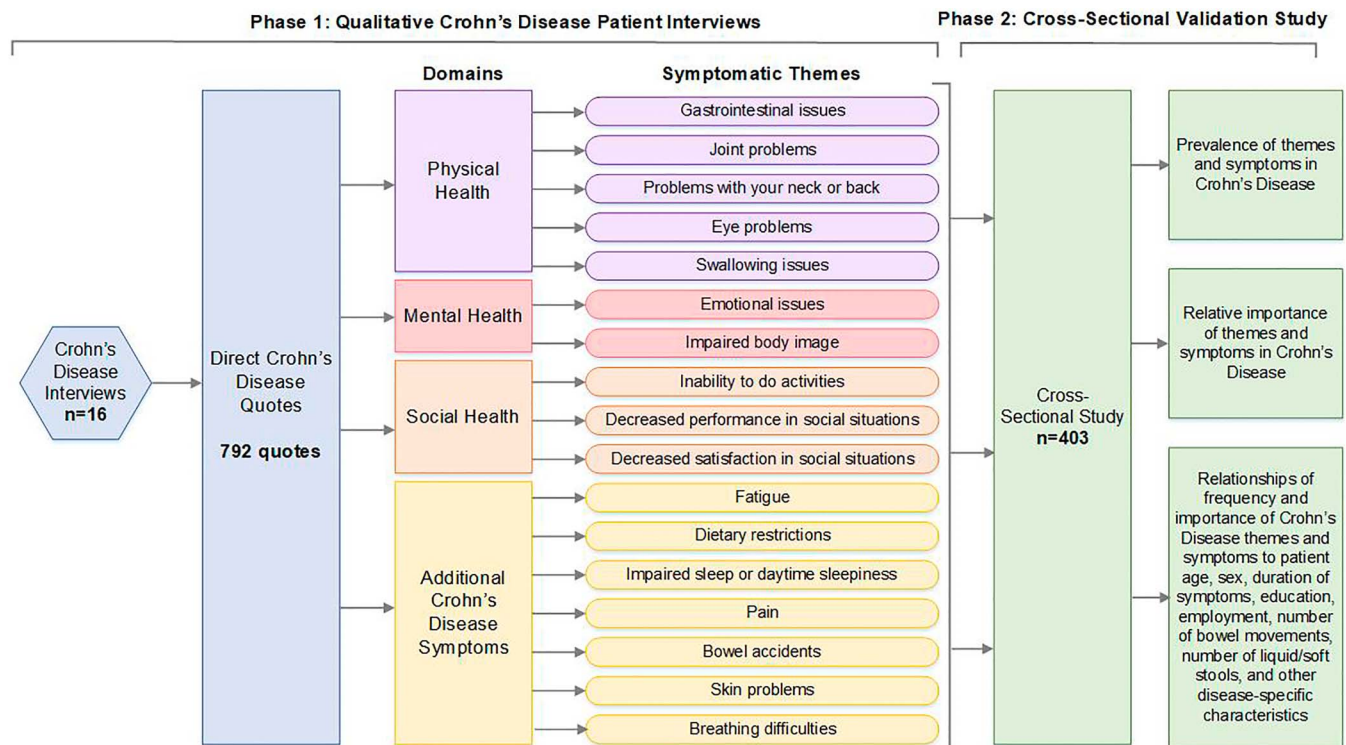 Phase 1: Qualitative Crohn's Disease Patient Interviews
Phase 2: Cross-Sectional Validation Study
Domains
Symptomatic Themes
Crohn's
Disease
Interviews
n=16
Direct Crohn's
Disease
Quotes
792 quotes
Physical
Health
Mental Health
Social Health
Additional
Crohn's
Disease
Symptoms
Gastrointestinal issues
Joint problems
Problems with your neck or back
Eye problems
Swallowing issues
Emotional issues
Impaired body image
Inability to do activities
Decreased performance in social situations
Decreased satisfaction in social situations
Fatigue
Dietary restrictions
Impaired sleep or daytime sleepiness
Pain
Bowel accidents
Skin problems
Breathing difficulties
Cross-
Sectional Study
n=403
Prevalence of themes
and symptoms in
Crohn's Disease
Relative importance
of themes and
symptoms in Crohn's
Disease
Relationships of
frequency and
importance of Crohn's
Disease themes and
symptoms to patient
age, sex, duration of
symptoms, education,
employment, number
of bowel movements,
number of liquid/soft
stools, and other
disease-specific
characteristics